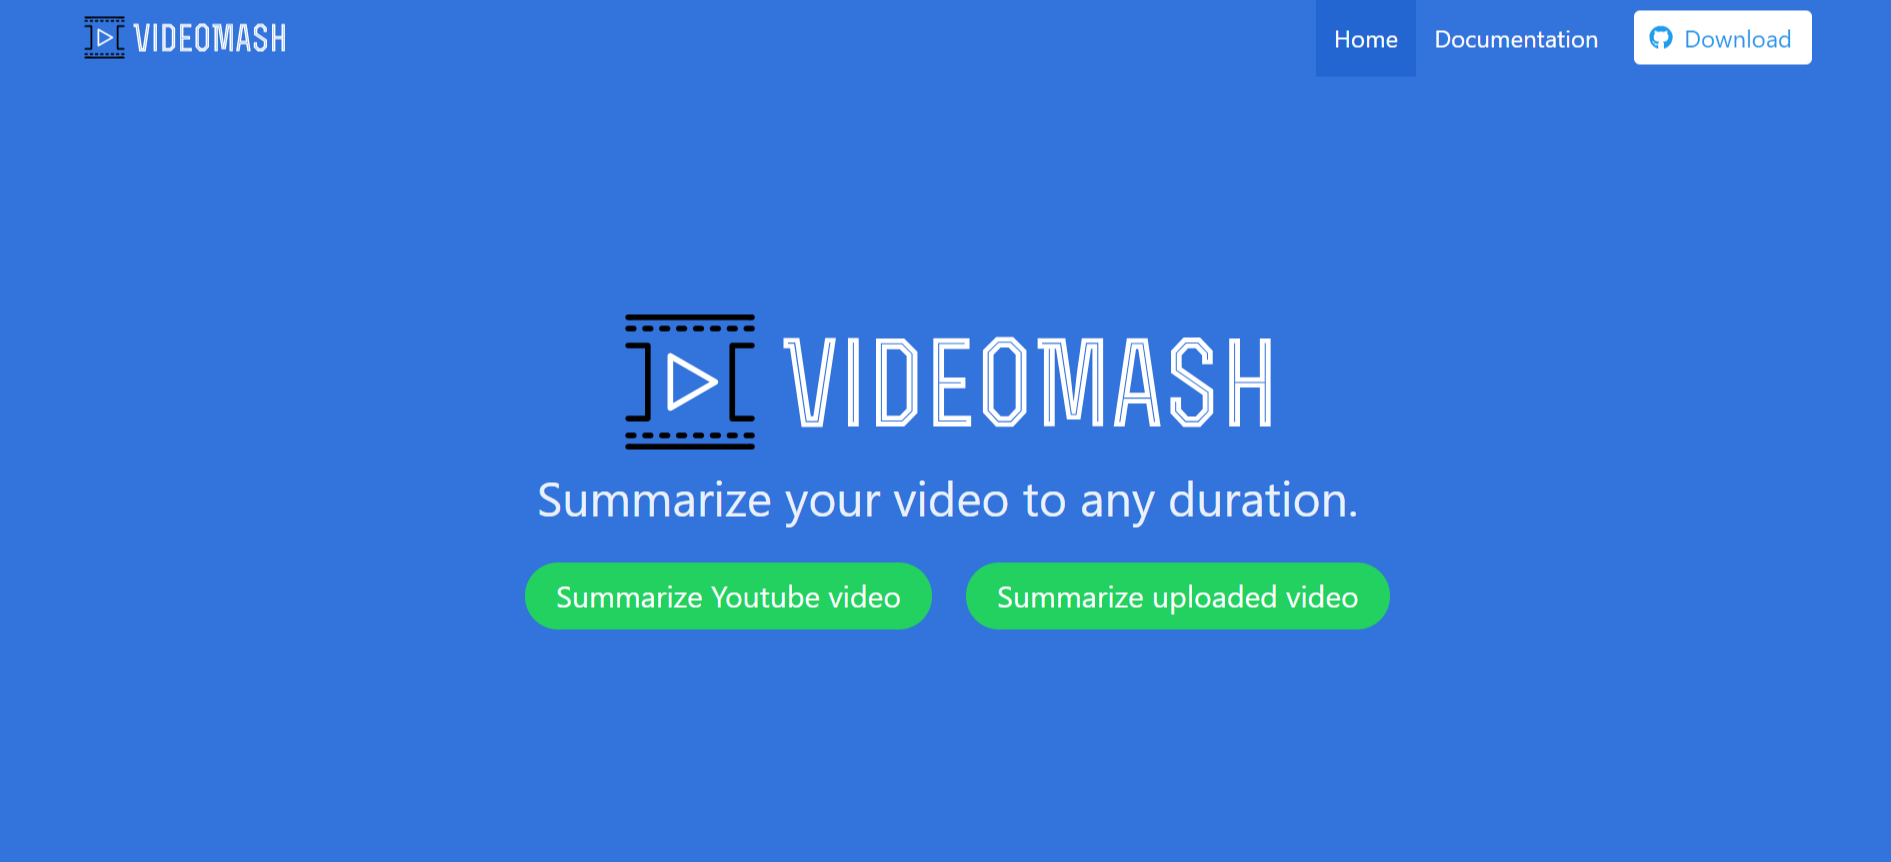 VIDEOMASH
Home
Documentation
Download
VIDEOMASH
Summarize your video to any duration.
Summarize Youtube video
Summarize uploaded video